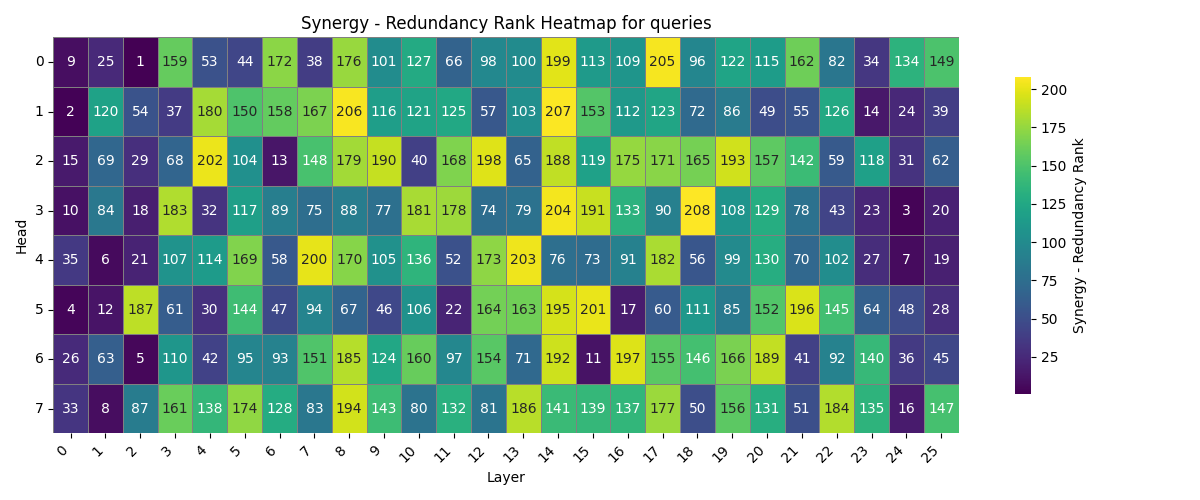 Synergy - Redundancy Rank Heatmap for queries
0 9 25 1 159 53 44 172 38 176 101 127 66 98 100 199 113 109 205 96 122 115 162 82 34 134 149
1 2 120 54 37 180 150 158 167 206 116 121 125 57 103 207 153 112 123 72 86 49 55 126 14 24 39
2 15 69 29 68 202 104 13 148 179 190 40 168 198 65 188 119 175 171 165 193 157 142 59 118 31 62
3 10 84 18 183 32 117 89 75 88 77 181 178 74 79 204 191 133 90 208 108 129 78 43 23 3 20
4 35 6 21 107 114 169 58 200 170 105 136 52 173 203 76 73 91 182 56 99 130 70 102 27 7 19
5 4 12 187 61 30 144 47 94 67 46 106 22 164 163 195 201 17 60 111 85 152 196 145 64 48 28
6 26 63 5 110 42 95 93 151 185 124 160 97 154 71 192 11 197 155 146 166 189 41 92 140 36 45
7 33 8 87 161 138 174 128 83 194 143 80 132 81 186 141 139 137 177 50 156 131 51 184 135 16 147
0 1 2 3 4 5 6 7 8 9 10 11 12 13 14 15 16 17 18 19 20 21 22 23 24 25
Layer
Head
200
175
150
125
100
75
50
25
Synergy - Redundancy Rank